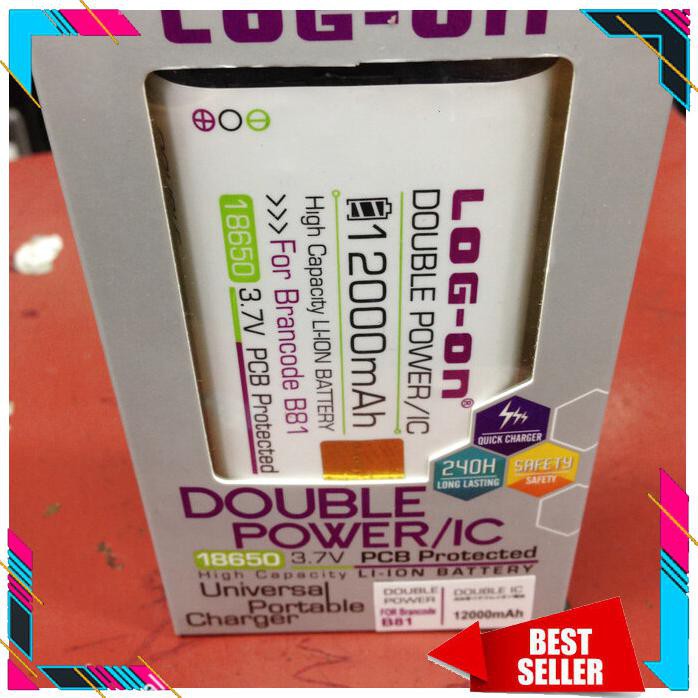 LOG-ON
LOG-ON®
DOUBLE POWER/IC
12000mAh
High Capacity LI-ION BATTERY
>>> For Brancode B81
18650 3.7V PCB Protected
QUICK CHARGER
240H
LONG LASTING
SAFETY
SAFETY
DOUBLE
POWER/IC
18650 3.7V PCB Protected
High Capacity LI-ION BATTERY
Universal
Portable
Charger
DOUBLE
POWER
FOR Brancode
B81
DOUBLE IC
12000mAh
BEST
SELLER